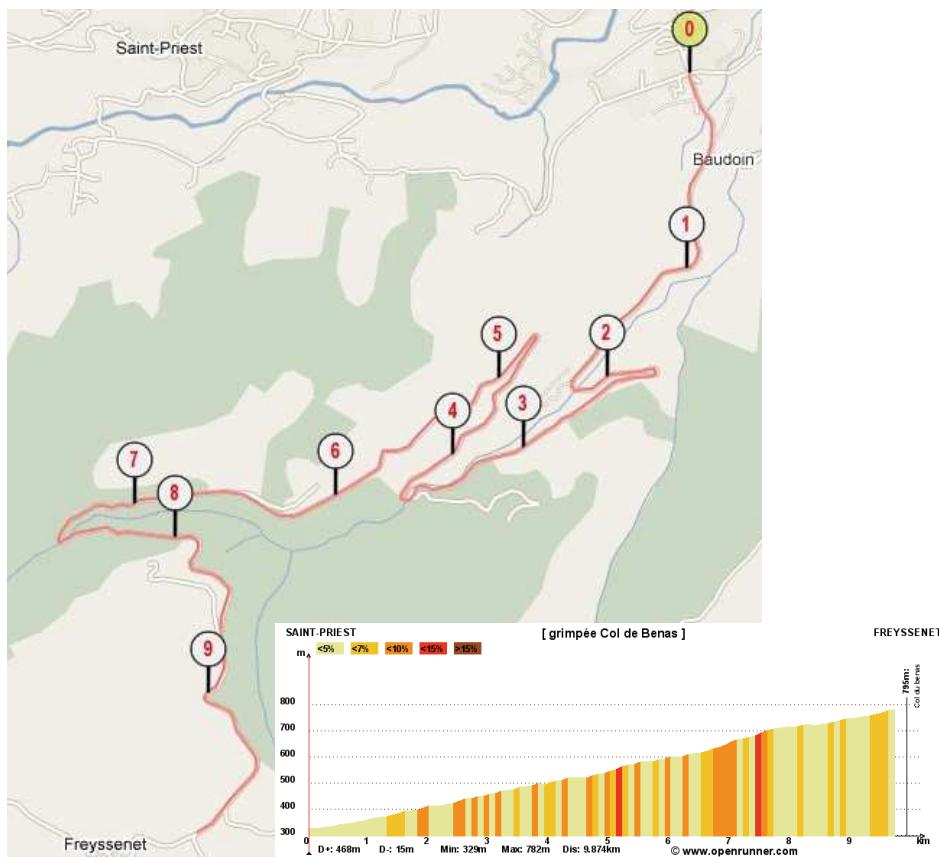 0
Saint-Priest
Baudoin
1
2
5
3
4
6
7
8
9
Freyssenet
SAINT-PRIEST [ grimpée Col de Benas ] FREYSSENET
m <5% <7% <10% <15% >15%
795m: Col du benas
800
700
600
500
400
300
0 1 2 3 4 5 6 7 8 9 km
D+: 468m D-: 15m Min: 329m Max: 782m Dis: 9.874km © www.openrunner.com